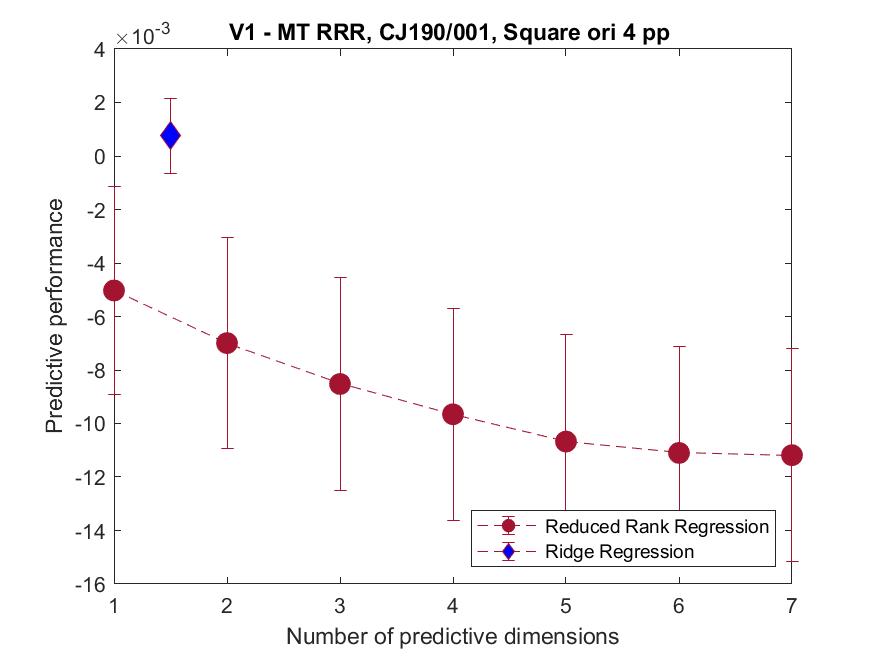 V1 - MT RRR, CJ190/001, Square ori 4 pp
×10-3
4
2
0
-2
-4
-6
-8
-10
-12
-14
-16
Predictive performance
1 2 3 4 5 6 7
Number of predictive dimensions
Reduced Rank Regression
Ridge Regression